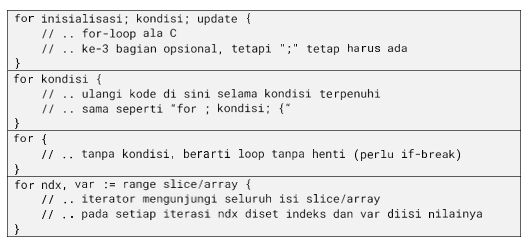 for inisialisasi; kondisi; update {
// .. for-loop ala C
// .. ke-3 bagian opsional, tetapi ";" tetap harus ada
}
for kondisi {
// .. ulangi kode di sini selama kondisi terpenuhi
// .. sama seperti “for ; kondisi; {“
}
for {
// .. tanpa kondisi, berarti loop tanpa henti (perlu if-break)
}
for ndx, var := range slice/array {
// .. iterator mengunjungi seluruh isi slice/array
// .. pada setiap iterasi ndx diset indeks dan var diisi nilainya
}